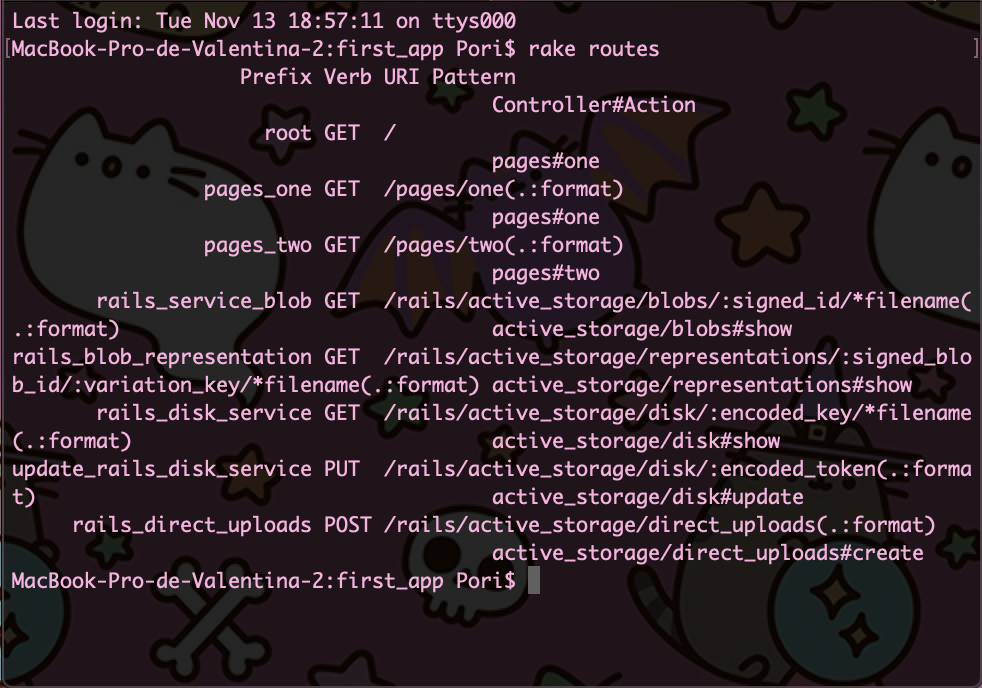 Last login: Tue Nov 13 18:57:11 on ttys000
[MacBook-Pro-de-Valentina-2:first_app Pori$ rake routes ]
Prefix Verb URI Pattern
Controller#Action
root GET /
pages#one
pages_one GET /pages/one(.:format)
pages#one
pages_two GET /pages/two(.:format)
pages#two
rails_service_blob GET /rails/active_storage/blobs/:signed_id/*filename(
.:format) active_storage/blobs#show
rails_blob_representation GET /rails/active_storage/representations/:signed_blo
b_id/:variation_key/*filename(.:format) active_storage/representations#show
rails_disk_service GET /rails/active_storage/disk/:encoded_key/*filename
(.:format) active_storage/disk#show
update_rails_disk_service PUT /rails/active_storage/disk/:encoded_token(.:forma
t) active_storage/disk#update
rails_direct_uploads POST /rails/active_storage/direct_uploads(.:format)
active_storage/direct_uploads#create
MacBook-Pro-de-Valentina-2:first_app Pori$